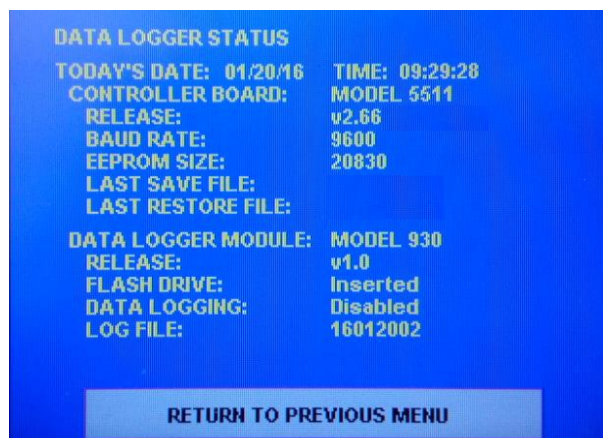 DATA LOGGER STATUS
TODAY'S DATE: 01/20/16 TIME: 09:29:28
CONTROLLER BOARD: MODEL 5511
RELEASE: v2.66
BAUD RATE: 9600
EEPROM SIZE: 20830
LAST SAVE FILE:
LAST RESTORE FILE:
DATA LOGGER MODULE: MODEL 930
RELEASE: v1.0
FLASH DRIVE: Inserted
DATA LOGGING: Disabled
LOG FILE: 16012002
RETURN TO PREVIOUS MENU